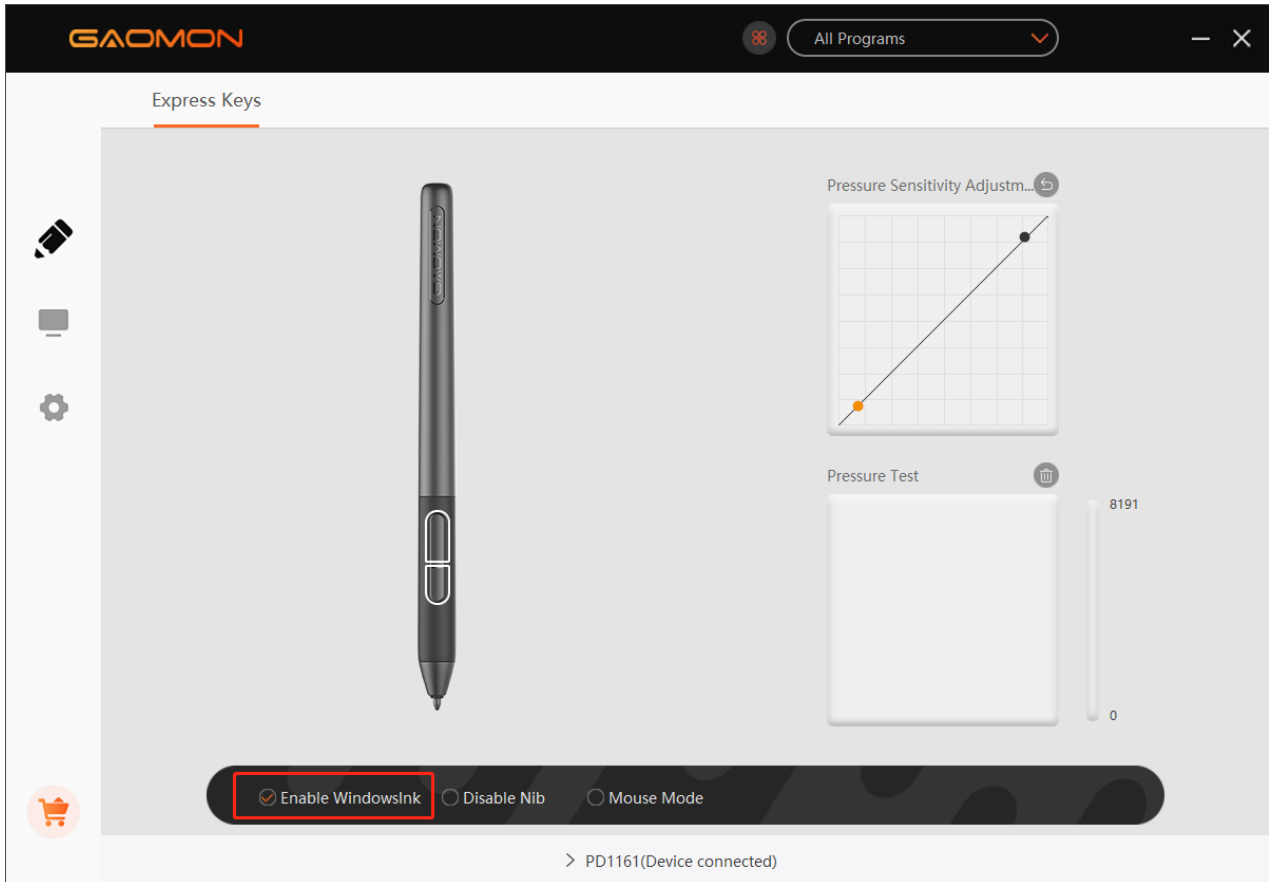 GAOMON
All Programs
Express Keys
GAOMON
Pressure Sensitivity Adjustm...
Pressure Test
8191
0
Enable WindowsInk
Disable Nib
Mouse Mode
> PD1161(Device connected)